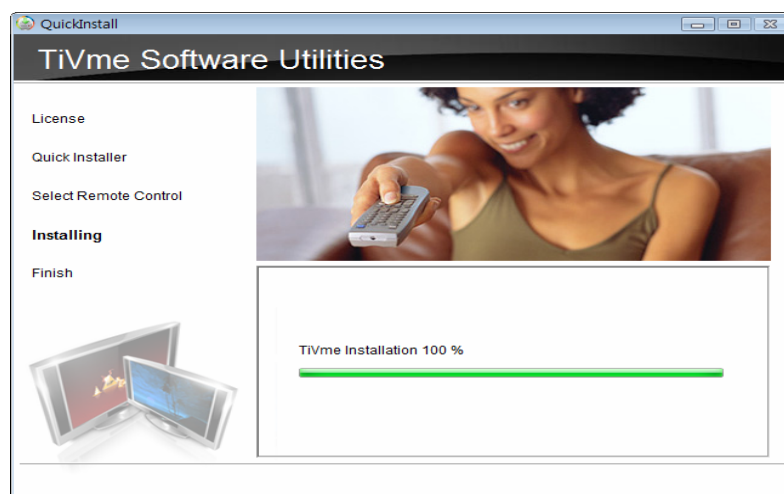 QuickInstall
TiVme Software Utilities
License
Quick Installer
Select Remote Control
Installing
Finish
TiVme Installation 100 %